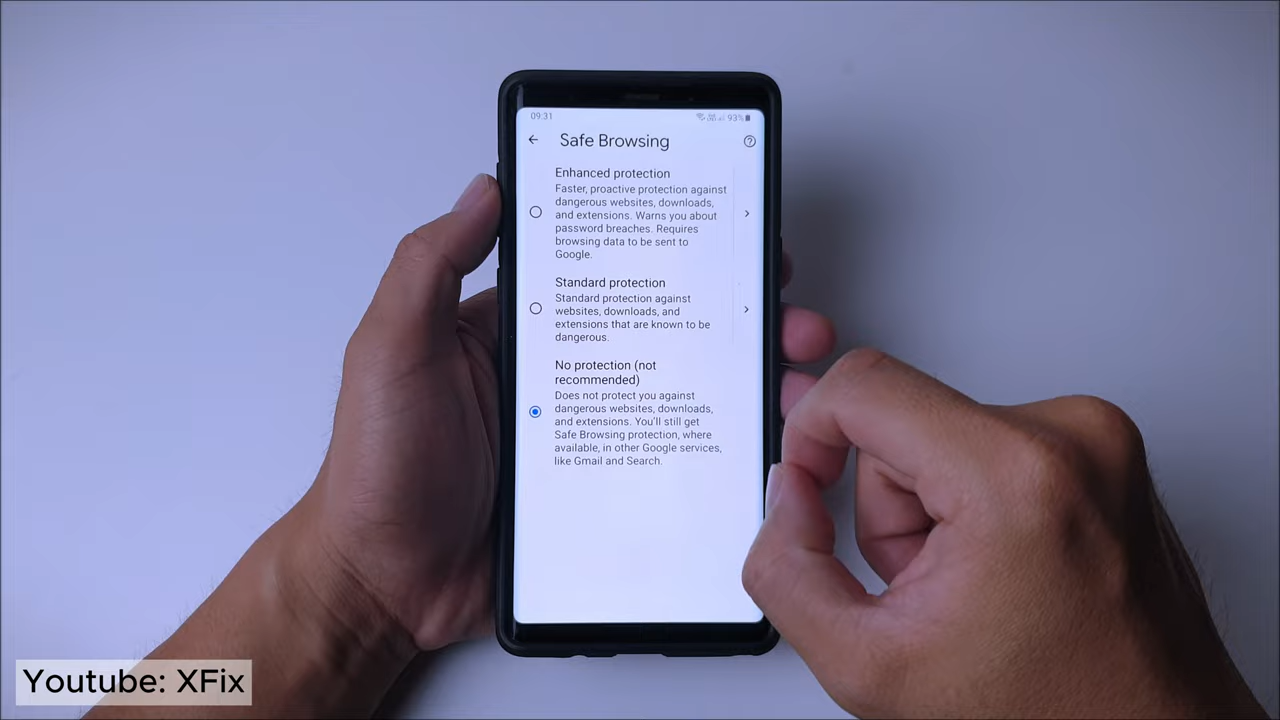 09:31
93%
Safe Browsing
Enhanced protection
Faster, proactive protection against
dangerous websites, downloads,
and extensions. Warns you about
password breaches. Requires
browsing data to be sent to
Google.
Standard protection
Standard protection against
websites, downloads, and
extensions that are known to be
dangerous.
No protection (not
recommended)
Does not protect you against
dangerous websites, downloads,
and extensions. You'll still get
Safe Browsing protection, where
available, in other Google services,
like Gmail and Search.
Youtube: XFix